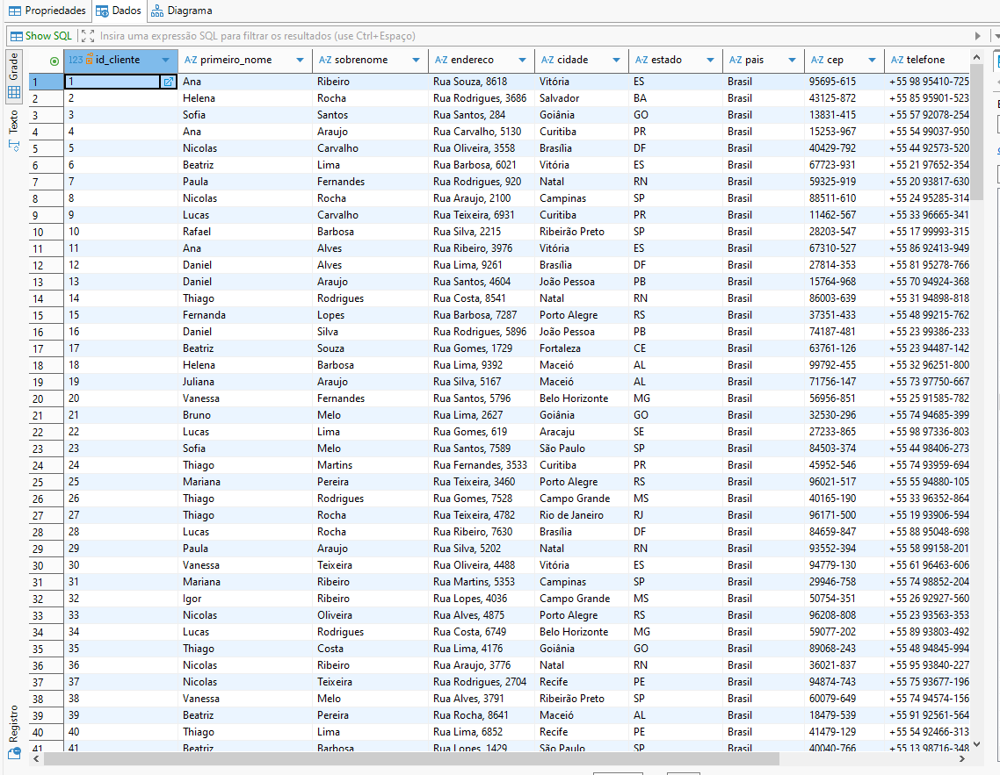 Propriedades Dados Diagrama
Show SQL Insira uma expressão SQL para filtrar os resultados (use Ctrl+Espaço)
Grade
Texto
Registro
123 id_cliente A-Z primeiro_nome A-Z sobrenome A-Z endereco A-Z cidade A-Z estado A-Z pais A-Z cep A-Z telefone
1 1 Ana Ribeiro Rua Souza, 8618 Vitória ES Brasil 95695-615 +55 98 95410-725
2 2 Helena Rocha Rua Rodrigues, 3686 Salvador BA Brasil 43125-872 +55 85 95901-523
3 3 Sofia Santos Rua Santos, 284 Goiânia GO Brasil 13831-415 +55 57 92078-254
4 4 Ana Araujo Rua Carvalho, 5130 Curitiba PR Brasil 15253-967 +55 54 99037-950
5 5 Nicolas Carvalho Rua Oliveira, 3558 Brasília DF Brasil 40429-792 +55 44 92573-520
6 6 Beatriz Lima Rua Barbosa, 6021 Vitória ES Brasil 67723-931 +55 21 97652-354
7 7 Paula Fernandes Rua Rodrigues, 920 Natal RN Brasil 59325-919 +55 20 93817-630
8 8 Nicolas Rocha Rua Araujo, 2100 Campinas SP Brasil 88511-610 +55 24 95285-314
9 9 Lucas Carvalho Rua Teixeira, 6931 Curitiba PR Brasil 11462-567 +55 33 96665-341
10 10 Rafael Barbosa Rua Silva, 2215 Ribeirão Preto SP Brasil 28203-547 +55 17 99993-315
11 11 Ana Alves Rua Ribeiro, 3976 Vitória ES Brasil 67310-527 +55 86 92413-949
12 12 Daniel Alves Rua Lima, 9261 Brasília DF Brasil 27814-353 +55 81 95278-766
13 13 Daniel Araujo Rua Santos, 4604 João Pessoa PB Brasil 15764-968 +55 70 94924-368
14 14 Thiago Rodrigues Rua Costa, 8541 Natal RN Brasil 86003-639 +55 31 94898-818
15 15 Fernanda Lopes Rua Barbosa, 7287 Porto Alegre RS Brasil 37351-433 +55 48 99215-762
16 16 Daniel Silva Rua Rodrigues, 5896 João Pessoa PB Brasil 74187-481 +55 23 99386-233
17 17 Beatriz Souza Rua Gomes, 1729 Fortaleza CE Brasil 63761-126 +55 23 94487-142
18 18 Helena Barbosa Rua Lima, 9392 Maceió AL Brasil 99792-455 +55 32 96251-800
19 19 Juliana Araujo Rua Silva, 5167 Maceió AL Brasil 71756-147 +55 73 97750-667
20 20 Vanessa Fernandes Rua Santos, 5796 Belo Horizonte MG Brasil 56956-851 +55 25 91585-782
21 21 Bruno Melo Rua Lima, 2627 Goiânia GO Brasil 32530-296 +55 74 94685-399
22 22 Lucas Lima Rua Gomes, 619 Aracaju SE Brasil 27233-865 +55 98 97336-803
23 23 Sofia Melo Rua Santos, 7589 São Paulo SP Brasil 84503-374 +55 44 98406-273
24 24 Thiago Martins Rua Fernandes, 3533 Curitiba PR Brasil 45952-546 +55 74 93959-694
25 25 Mariana Pereira Rua Teixeira, 3460 Porto Alegre RS Brasil 96021-517 +55 55 94880-105
26 26 Thiago Rodrigues Rua Gomes, 7528 Campo Grande MS Brasil 40165-190 +55 33 96352-864
27 27 Thiago Rocha Rua Teixeira, 4782 Rio de Janeiro RJ Brasil 96171-500 +55 19 93906-594
28 28 Lucas Rocha Rua Ribeiro, 7630 Brasília DF Brasil 84659-847 +55 88 95048-698
29 29 Paula Araujo Rua Silva, 5202 Natal RN Brasil 93552-394 +55 58 99158-201
30 30 Vanessa Teixeira Rua Oliveira, 4488 Vitória ES Brasil 94779-130 +55 61 96463-606
31 31 Mariana Ribeiro Rua Martins, 5353 Campinas SP Brasil 29946-758 +55 74 98852-204
32 32 Igor Ribeiro Rua Lopes, 4036 Campo Grande MS Brasil 50754-351 +55 26 92927-560
33 33 Nicolas Oliveira Rua Alves, 4875 Porto Alegre RS Brasil 96208-808 +55 23 93563-353
34 34 Lucas Rodrigues Rua Costa, 6749 Belo Horizonte MG Brasil 59077-202 +55 89 93803-492
35 35 Thiago Costa Rua Lima, 4176 Goiânia GO Brasil 89068-243 +55 48 94845-994
36 36 Nicolas Ribeiro Rua Araujo, 3776 Natal RN Brasil 36021-837 +55 95 93840-227
37 37 Nicolas Teixeira Rua Rodrigues, 2704 Recife PE Brasil 94874-743 +55 75 93677-196
38 38 Vanessa Melo Rua Alves, 3791 Ribeirão Preto SP Brasil 60079-649 +55 74 94574-156
39 39 Beatriz Pereira Rua Rocha, 8641 Maceió AL Brasil 18479-539 +55 91 92561-564
40 40 Thiago Lima Rua Lima, 6852 Recife PE Brasil 41479-129 +55 54 92466-313
41 41 Beatriz Barbosa Rua Lopes, 1429 São Paulo SP Brasil 40040-766 +55 13 98716-348